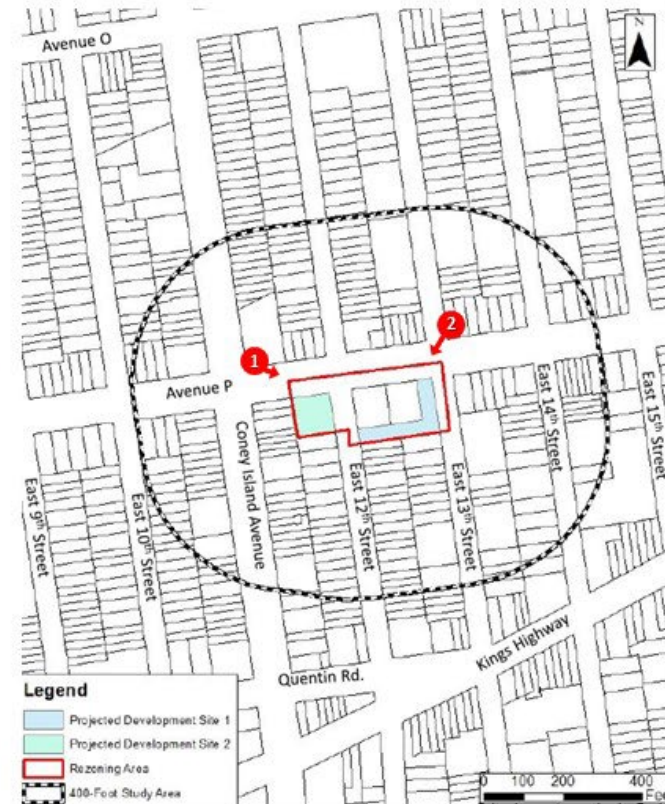 Avenue O
N
2
1
Avenue P
East 9th Street
East 10th Street
Coney Island Avenue
East 12th Street
East 13th Street
East 14th Street
East 15th Street
Kings Highway
Quentin Rd.
Legend
Projected Development Site 1
Projected Development Site 2
Rezoning Area
400-Foot Study Area
0 100 200 400
Fee